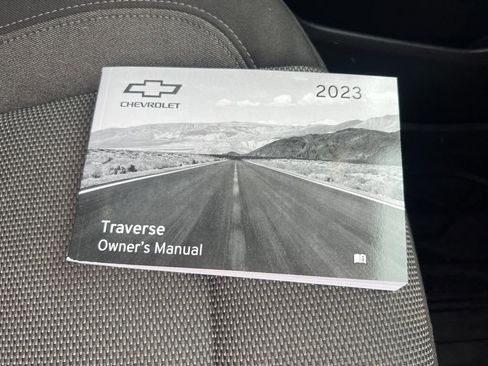 CHEVROLET
2023
Traverse
Owner's Manual